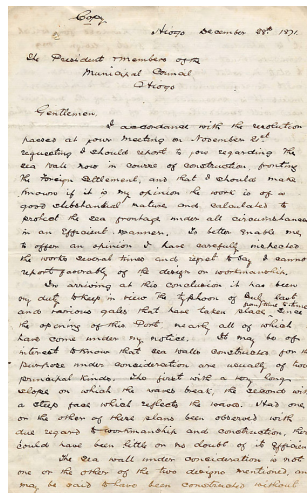 Copy
Hiogo December 28th 1871.
The President & Members of the
Municipal Council
Hiogo
Gentlemen.
I accordance with the resolution
passed at your Meeting on November 21st
requesting I should report to you regarding the
sea wall now in course of construction fronting
the Foreign Settlement, and that I should make
known if it is my opinion the work is of a
good substantial nature and calculated to
protect the sea frontage under all circumstances
in an Efficient manner. To better enable me
to offer an opinion I have carefully inspected
the works several times and regret to say I cannot
report favorably of the design or workmanship.
In arriving at this conclusion it has been
my duty to keep in view the typhoon of July last
and various gales that have taken place since
the opening of this Port, nearly all of which
have come under my notice. It may be of
interest to know that sea walls constructed for the
purpose under consideration are usually of two
principal kinds. The first with a very long
slope on which the waves break, the second with
a steep face which reflects the waves. Had one
or the other of these plans been observed with
due regard to workmanship and construction, there
could have been little or no doubt of its Efficiency
The sea wall under consideration is not
one or the other of the two designs mentioned, and
may be said to have been constructed without